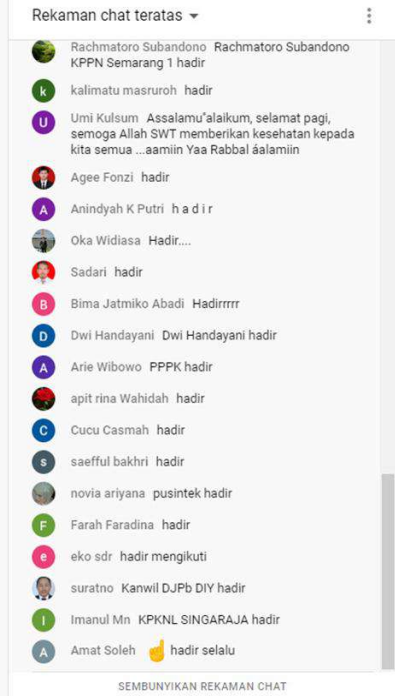 Rekaman chat teratas
Rachmatoro Subandono Rachmatoro Subandono
KPPN Semarang 1 hadir
k kalimatu masruroh hadir
U Umi Kulsum Assalamu"alaikum, selamat pagi,
semoga Allah SWT memberikan kesehatan kepada
kita semua ...aamiin Yaa Rabbal áalamiin
Agee Fonzi hadir
A Anindyah K Putri h a d i r
Oka Widiasa Hadir....
Sadari hadir
B Bima Jatmiko Abadi Hadirrrrr
D Dwi Handayani Dwi Handayani hadir
A Arie Wibowo PPPK hadir
apit rina Wahidah hadir
C Cucu Casmah hadir
s saefful bakhri hadir
novia ariyana pusintek hadir
F Farah Faradina hadir
e eko sdr hadir mengikuti
suratno Kanwil DJPb DIY hadir
I Imanul Mn KPKNL SINGARAJA hadir
A Amat Soleh ☝ hadir selalu
SEMBUNYIKAN REKAMAN CHAT